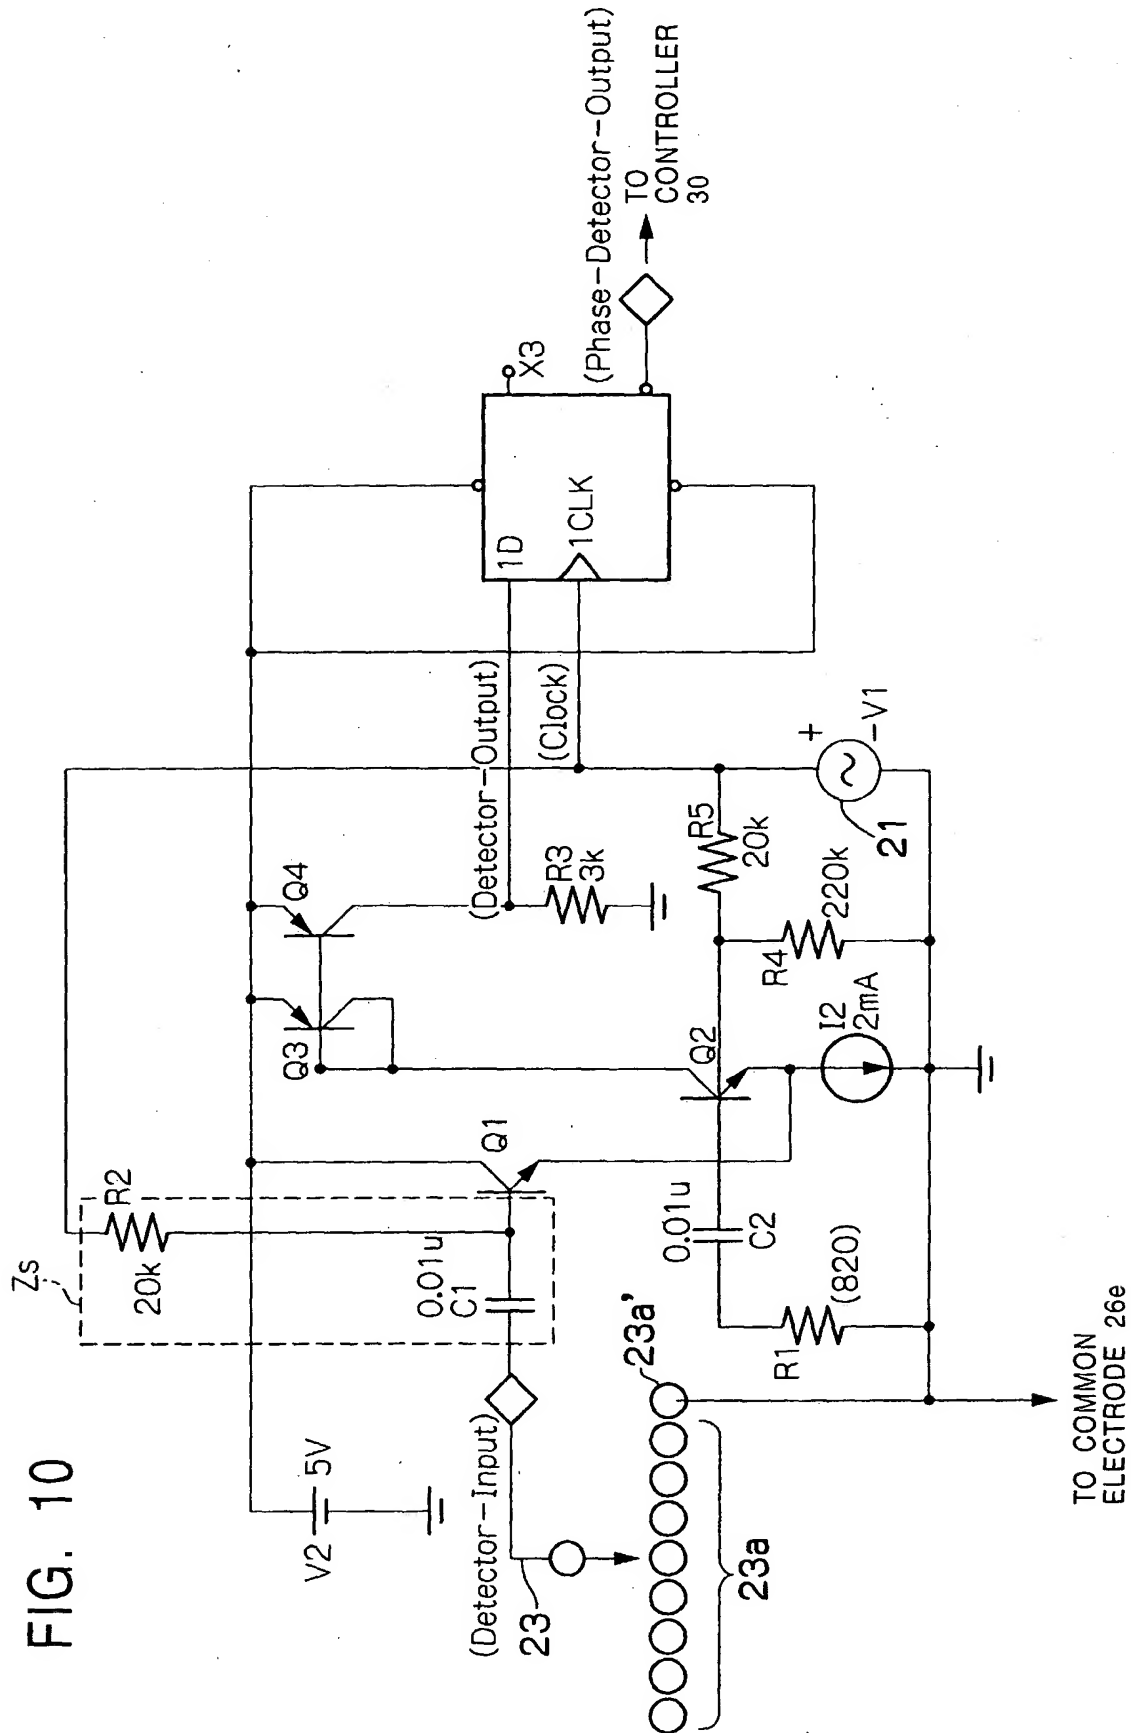 FIG. 10
Zs
R2
20k
V2
5V
0.01u
C1
(Detector-Input)
23
23a
23a'
Q1
Q3
Q4
(Detector-Output)
R3
3k
(Clock)
1D
1CLK
X3
(Phase-Detector-Output)
TO
CONTROLLER
30
Q2
0.01u
C2
R1
(820)
R5
20k
R4
220k
I2
2mA
+
-V1
21
TO COMMON
ELECTRODE 26e